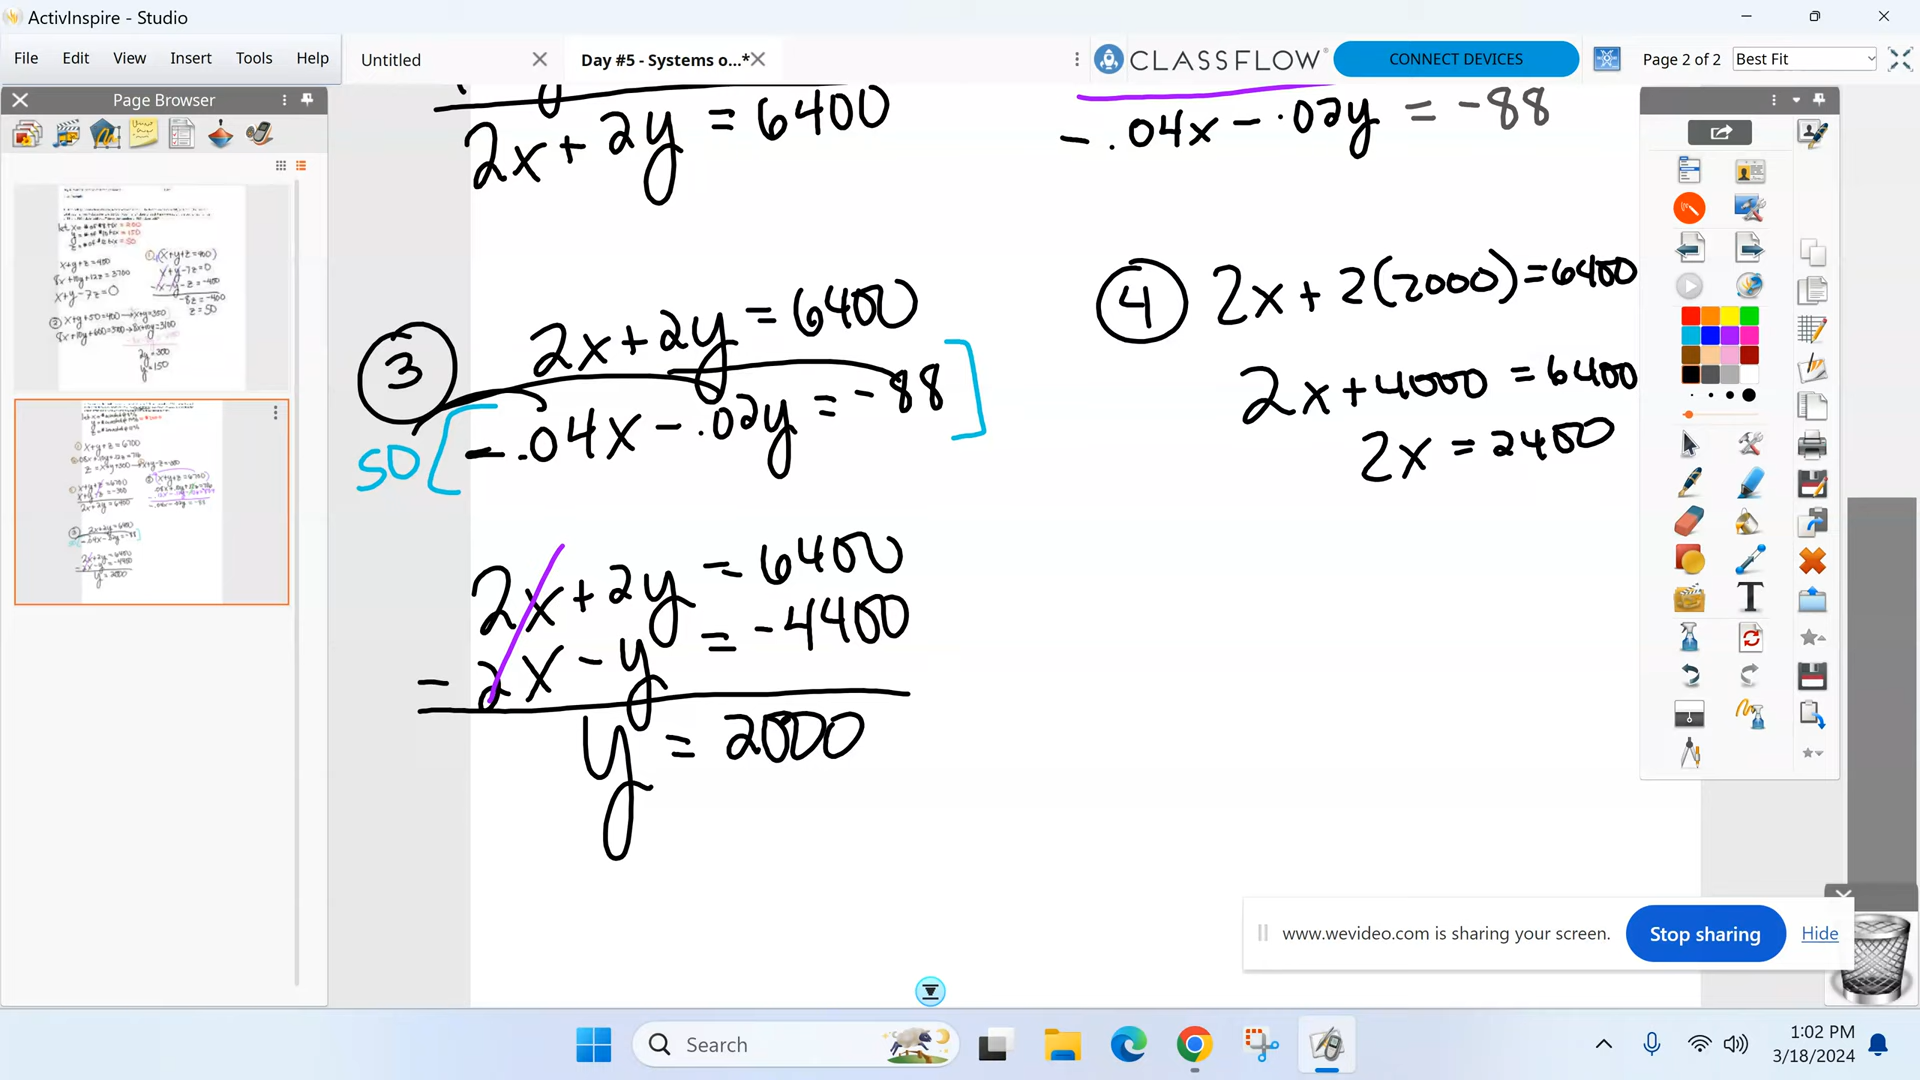 ActivInspire - Studio
File Edit View Insert Tools Help
Untitled
Day #5 - Systems o...*
CLASSFLOW
CONNECT DEVICES
Page 2 of 2
Best Fit
Page Browser
2x + 2y = 6400
- .04x - .02y = -88
3
2x + 2y = 6400
50 [ -.04x - .02y = -88 ]
2x + 2y = 6400
- 2x - y = -4400
y = 2000
4
2x + 2(2000) = 6400
2x + 4000 = 6400
2x = 2400
www.wevideo.com is sharing your screen.
Stop sharing
Hide
Search
1:02 PM
3/18/2024